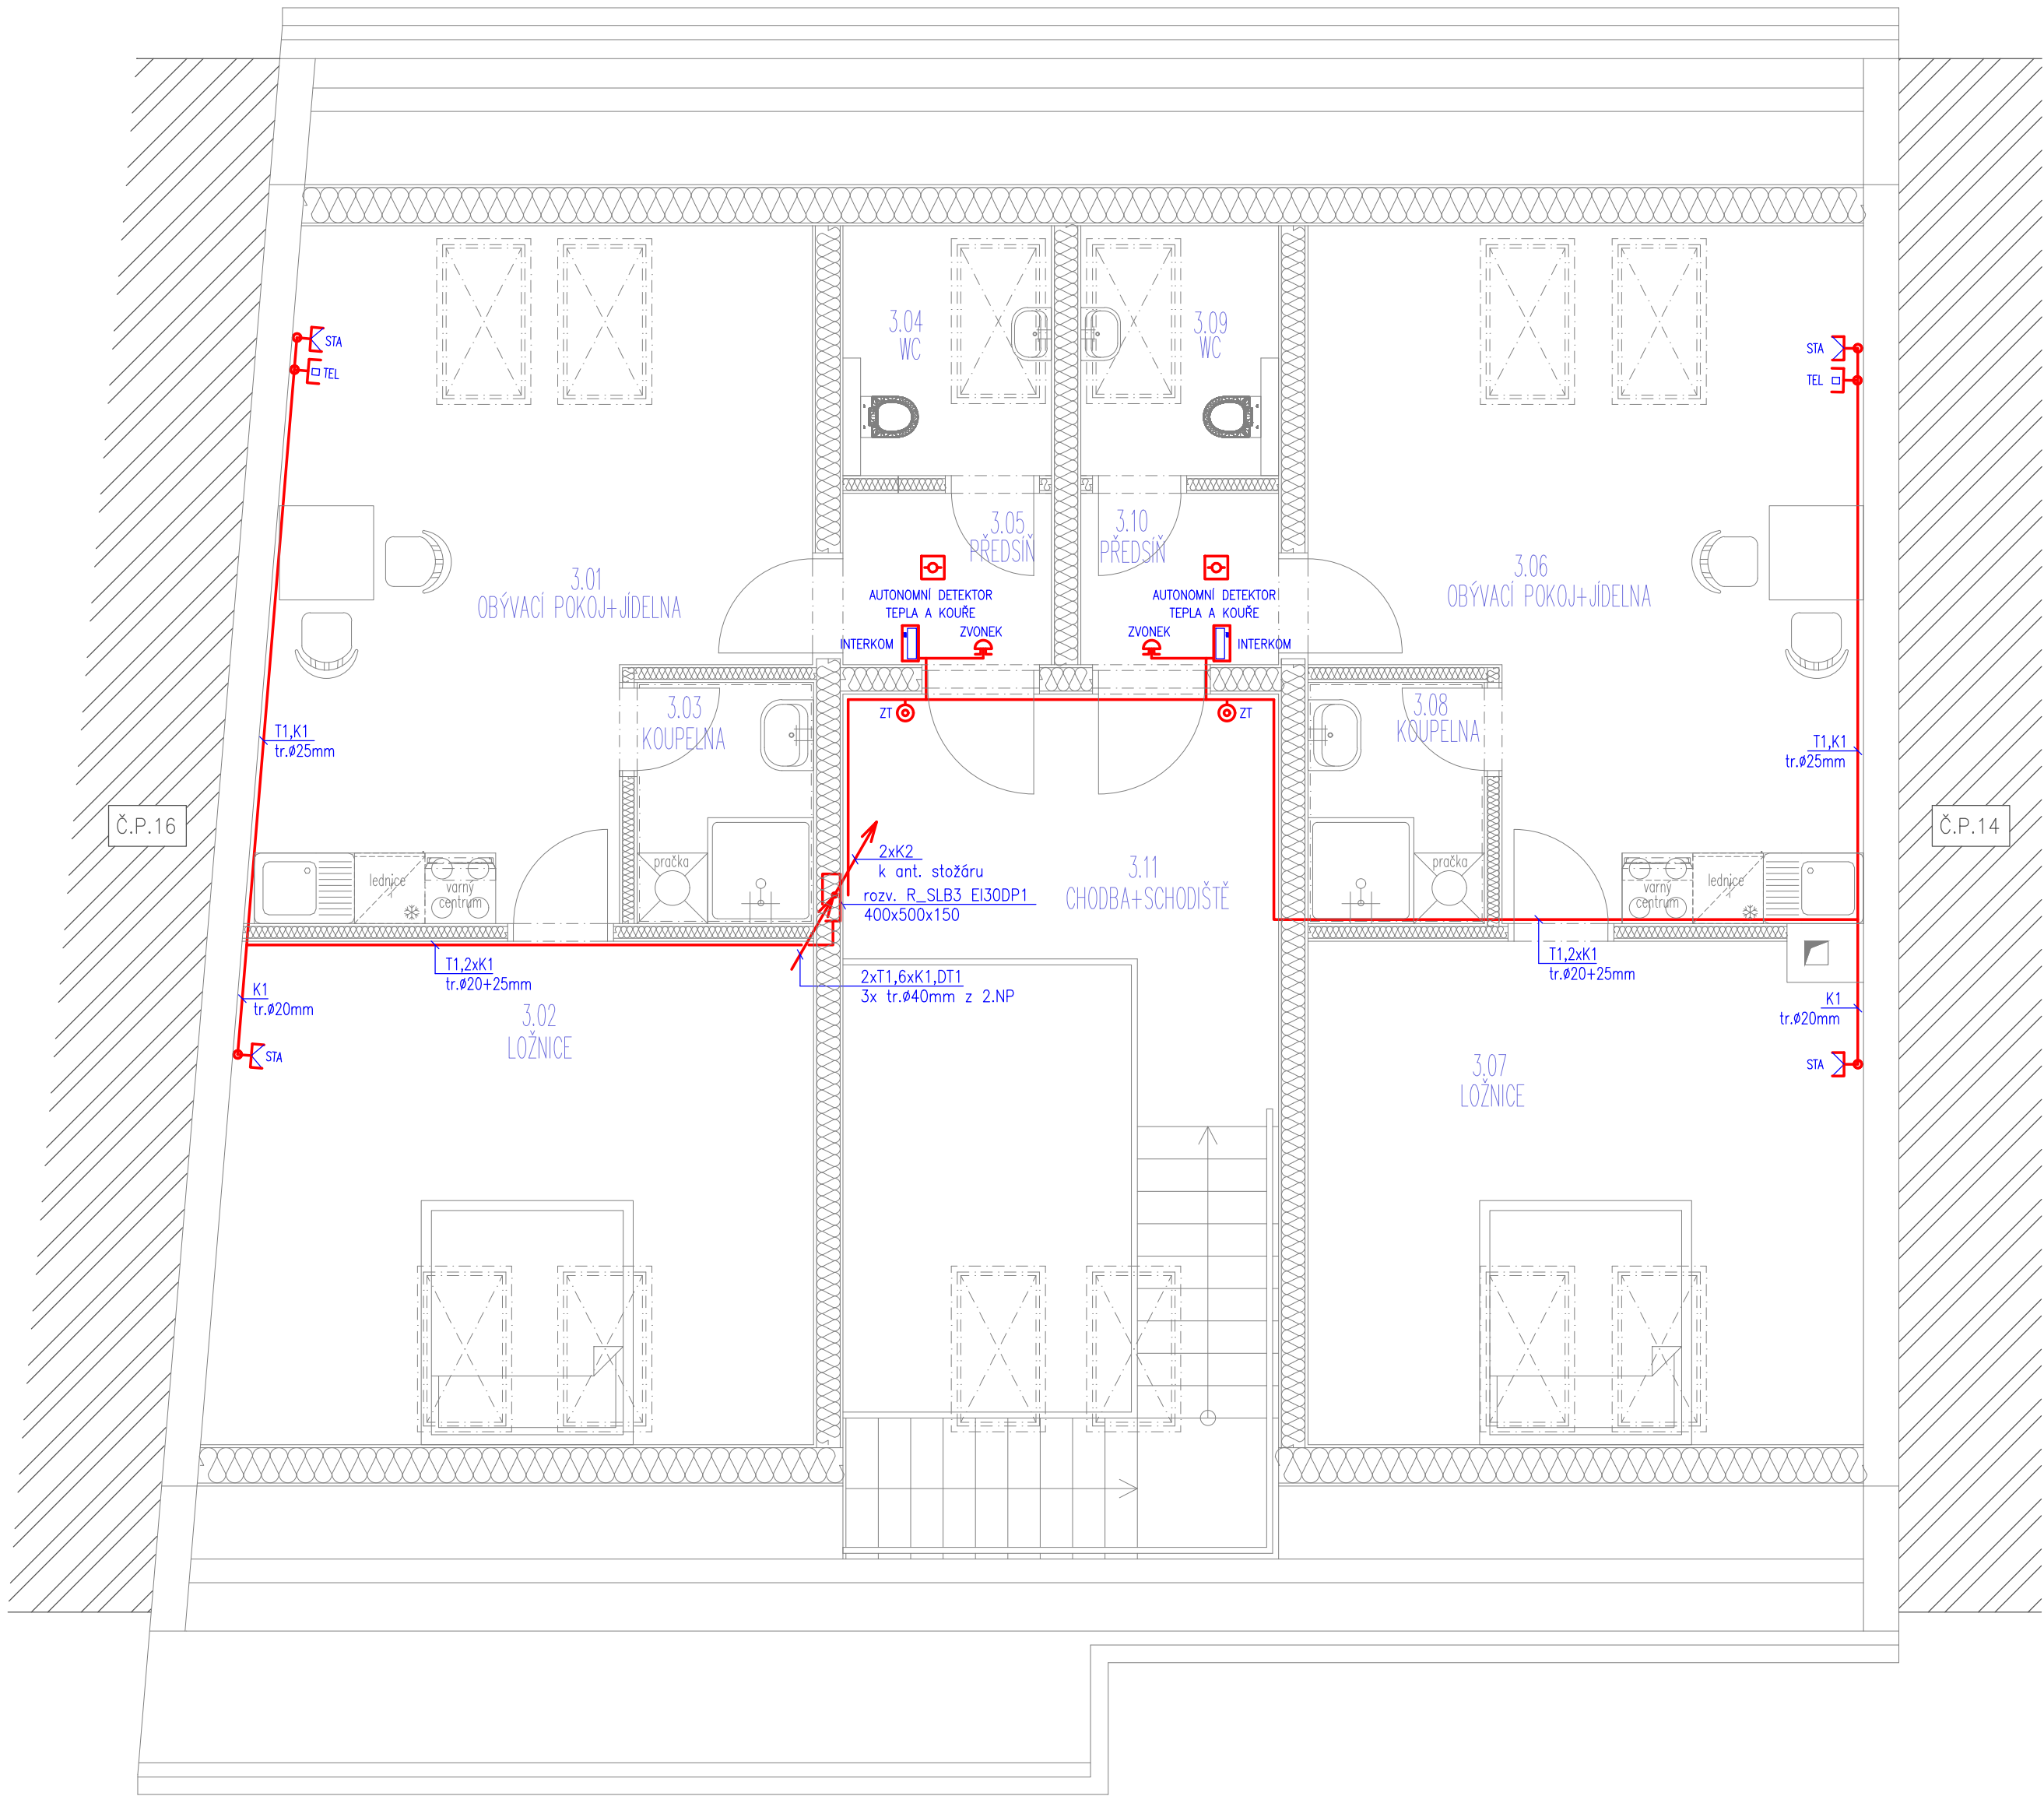 3.04
WC
3.09
WC
STA
TEL
STA
TEL
3.05
PŘEDSÍŇ
3.10
PŘEDSÍŇ
3.01
OBÝVACÍ POKOJ+JÍDELNA
3.06
OBÝVACÍ POKOJ+JÍDELNA
AUTONOMNÍ DETEKTOR
TEPLA A KOUŘE
AUTONOMNÍ DETEKTOR
TEPLA A KOUŘE
INTERKOM
ZVONEK
ZVONEK
INTERKOM
3.03
KOUPELNA
ZT
ZT
3.08
KOUPELNA
T1,K1
tr.ø25mm
T1,K1
tr.ø25mm
Č.P.16
Č.P.14
lednice
varný
centrum
pračka
2xK2
k ant. stožáru
rozv. R_SLB3 EI30DP1
400x500x150
3.11
CHODBA+SCHODIŠTĚ
pračka
varný
centrum
lednice
T1,2xK1
tr.ø20+25mm
2xT1,6xK1,DT1
3x tr.ø40mm z 2.NP
T1,2xK1
tr.ø20+25mm
K1
tr.ø20mm
K1
tr.ø20mm
3.02
LOŽNICE
STA
3.07
LOŽNICE
STA